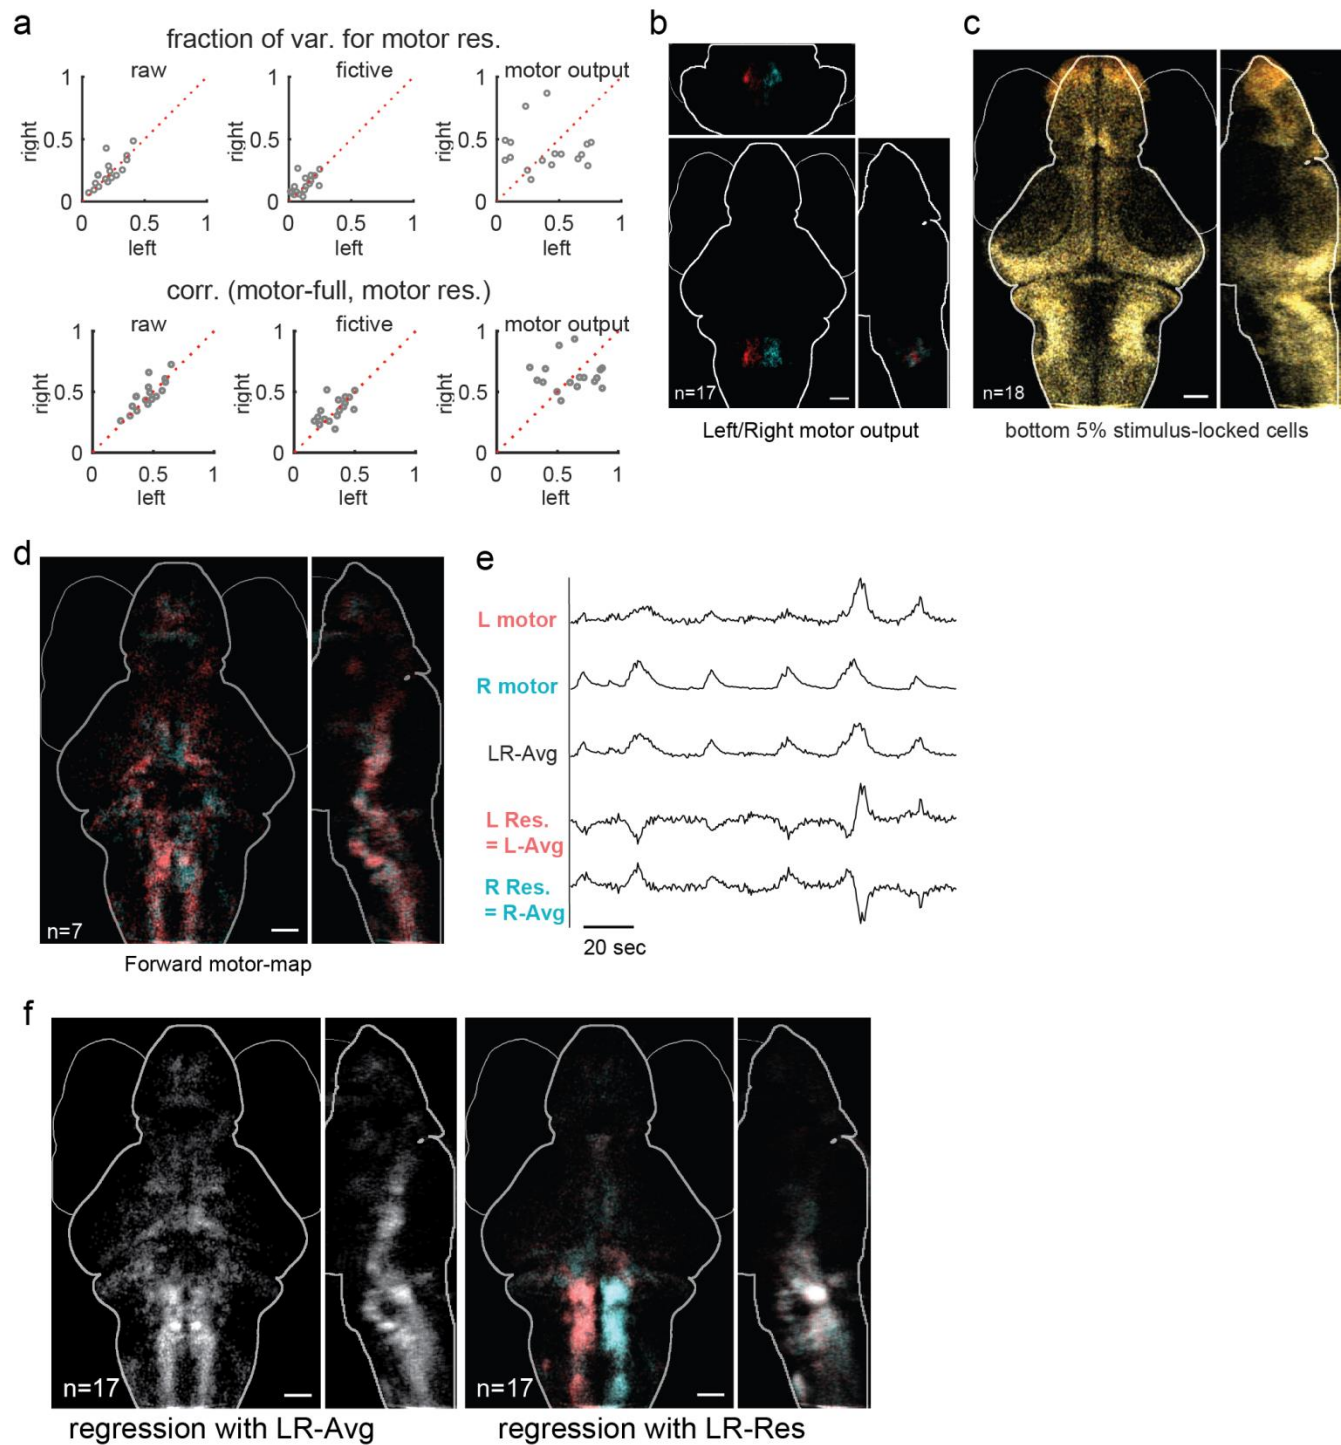 a
fraction of var. for motor res.
raw
fictive
motor output
1
0.5
0
right
0
0.5
1
left
1
0.5
0
right
0
0.5
1
left
1
0.5
0
right
0
0.5
1
left
corr. (motor-full, motor res.)
raw
fictive
motor output
1
0.5
0
right
0
0.5
1
left
1
0.5
0
right
0
0.5
1
left
1
0.5
0
right
0
0.5
1
left
b
n=17
Left/Right motor output
c
n=18
bottom 5% stimulus-locked cells
d
n=7
Forward motor-map
e
L motor
R motor
LR-Avg
L Res.
= L-Avg
R Res.
= R-Avg
20 sec
f
n=17
regression with LR-Avg
n=17
regression with LR-Res